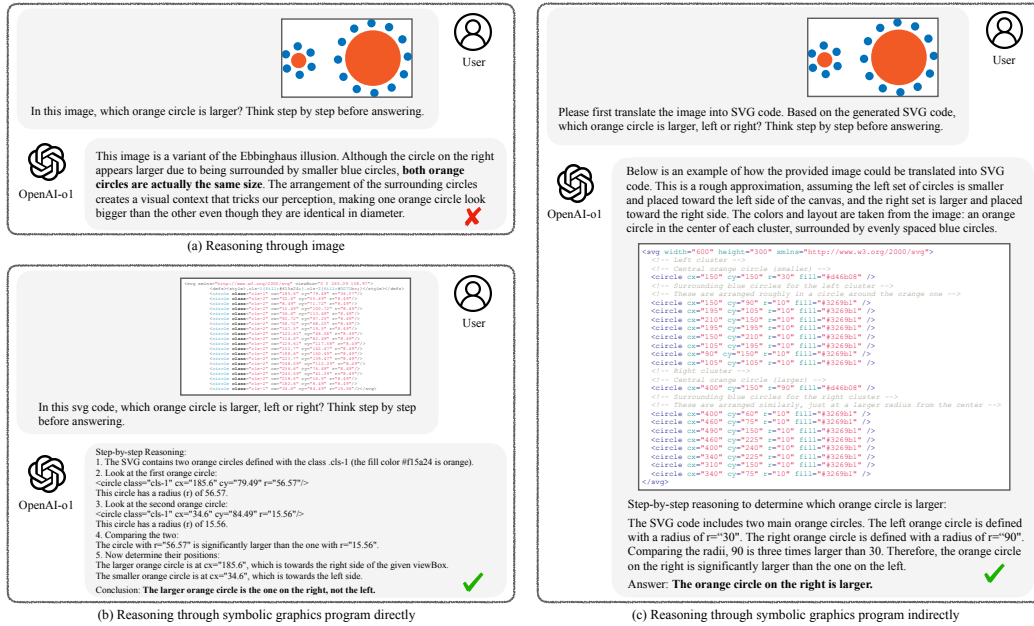 User
In this image, which orange circle is larger? Think step by step before answering.
OpenAI-o1
This image is a variant of the Ebbinghaus illusion. Although the circle on the right
appears larger due to being surrounded by smaller blue circles, both orange
circles are actually the same size. The arrangement of the surrounding circles
creates a visual context that tricks our perception, making one orange circle look
bigger than the other even though they are identical in diameter.
(a) Reasoning through image
User
In this svg code, which orange circle is larger, left or right? Think step by step
before answering.
OpenAI-o1
Step-by-step Reasoning:
1. The SVG contains two orange circles defined with the class .cls-1 (the fill color #f15a24 is orange).
2. Look at the first orange circle:
<circle class="cls-1" cx="185.6" cy="79.49" r="56.57"/>
This circle has a radius (r) of 56.57.
3. Look at the second orange circle:
<circle class="cls-1" cx="34.6" cy="84.49" r="15.56"/>
This circle has a radius (r) of 15.56.
4. Comparing the two:
The circle with r="56.57" is significantly larger than the one with r="15.56".
5. Now determine their positions:
The larger orange circle is at cx="185.6", which is towards the right side of the given viewBox.
The smaller orange circle is at cx="34.6", which is towards the left side.
Conclusion: The larger orange circle is the one on the right, not the left.
(b) Reasoning through symbolic graphics program directly
User
Please first translate the image into SVG code. Based on the generated SVG code,
which orange circle is larger, left or right? Think step by step before answering.
OpenAI-o1
Below is an example of how the provided image could be translated into SVG
code. This is a rough approximation, assuming the left set of circles is smaller
and placed toward the left side of the canvas, and the right set is larger and placed
toward the right side. The colors and layout are taken from the image: an orange
circle in the center of each cluster, surrounded by evenly spaced blue circles.
<svg width="600" height="300" xmlns="http://www.w3.org/2000/svg">
<!-- Left cluster -->
<!-- Central orange circle (smaller) -->
<circle cx="150" cy="150" r="30" fill="#d46b08" />
<!-- Surrounding blue circles for the left cluster -->
<!-- These are arranged roughly in a circle around the orange one -->
<circle cx="150" cy="90" r="10" fill="#3269b1" />
<circle cx="195" cy="105" r="10" fill="#3269b1" />
<circle cx="210" cy="150" r="10" fill="#3269b1" />
<circle cx="195" cy="195" r="10" fill="#3269b1" />
<circle cx="150" cy="210" r="10" fill="#3269b1" />
<circle cx="105" cy="195" r="10" fill="#3269b1" />
<circle cx="90" cy="150" r="10" fill="#3269b1" />
<circle cx="105" cy="105" r="10" fill="#3269b1" />
<!-- Right cluster -->
<!-- Central orange circle (larger) -->
<circle cx="400" cy="150" r="90" fill="#d46b08" />
<!-- Surrounding blue circles for the right cluster -->
<!-- These are arranged similarly, just at a larger radius from the center -->
<circle cx="400" cy="60" r="10" fill="#3269b1" />
<circle cx="460" cy="75" r="10" fill="#3269b1" />
<circle cx="490" cy="150" r="10" fill="#3269b1" />
<circle cx="460" cy="225" r="10" fill="#3269b1" />
<circle cx="400" cy="240" r="10" fill="#3269b1" />
<circle cx="340" cy="225" r="10" fill="#3269b1" />
<circle cx="310" cy="150" r="10" fill="#3269b1" />
<circle cx="340" cy="75" r="10" fill="#3269b1" />
</svg>
Step-by-step reasoning to determine which orange circle is larger:
The SVG code includes two main orange circles. The left orange circle is defined
with a radius of r=“30". The right orange circle is defined with a radius of r=“90".
Comparing the radii, 90 is three times larger than 30. Therefore, the orange circle
on the right is significantly larger than the one on the left.
Answer: The orange circle on the right is larger.
(c) Reasoning through symbolic graphics program indirectly